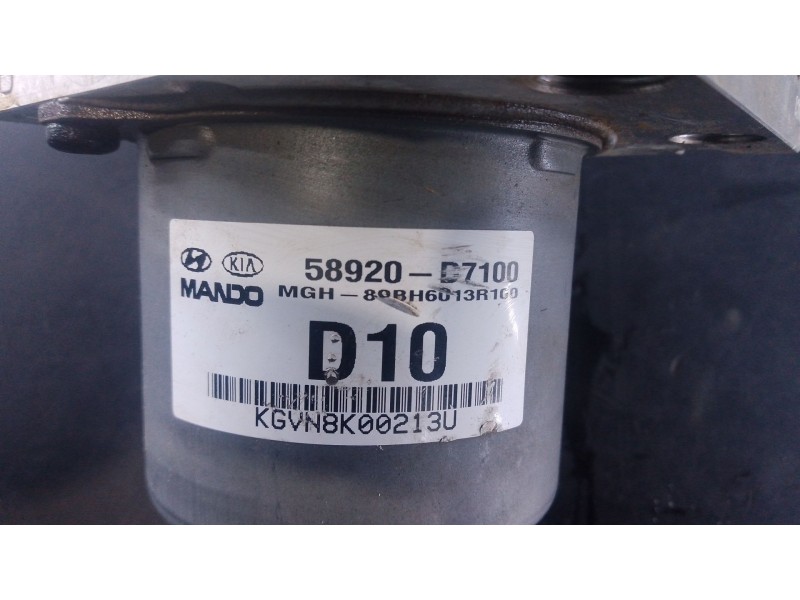 KIA 58920-D7100
MANDO MGH-80BH6013R100
D10
KGVN8K00213U